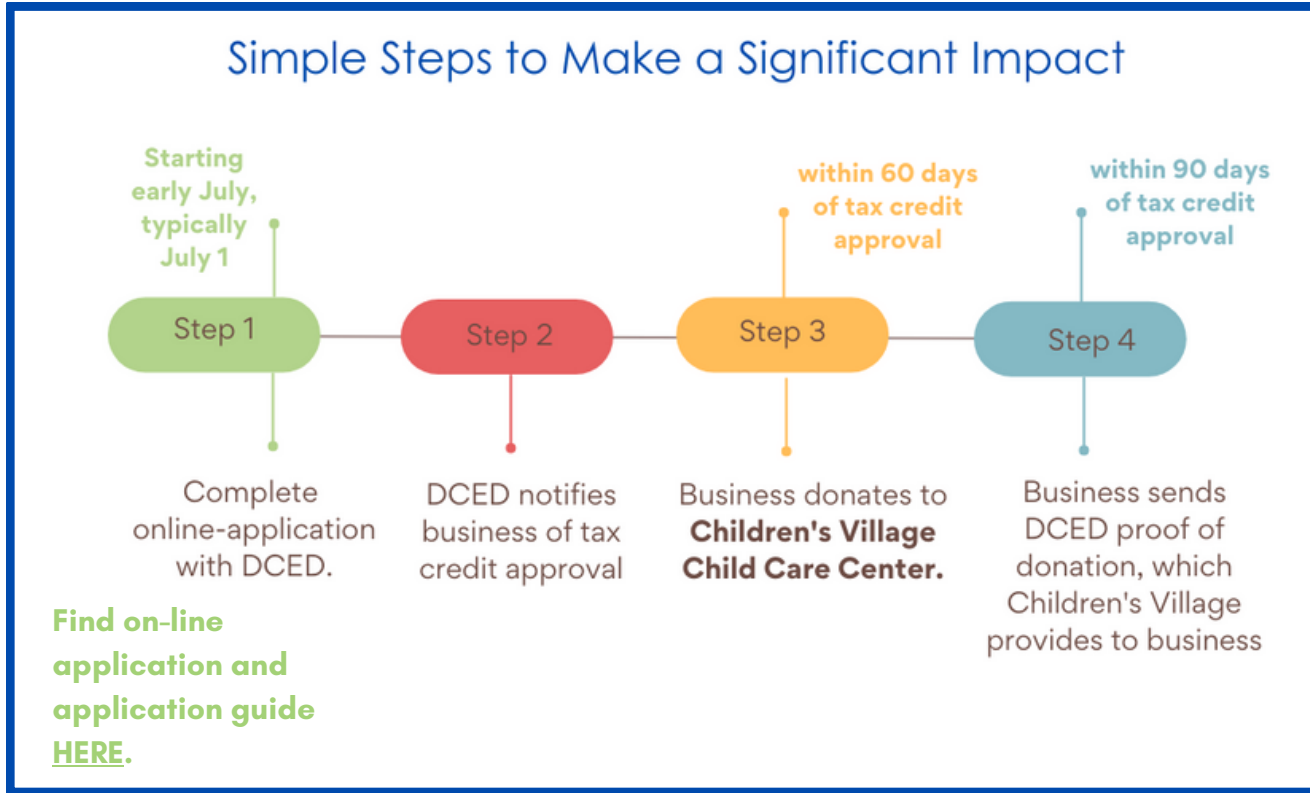 Simple Steps to Make a Significant Impact
Starting
early July,
typically
July 1
Step 1
Complete
online-application
with DCED.
Find on-line
application and
application guide
HERE.
Step 2
DCED notifies
business of tax
credit approval
within 60 days
of tax credit
approval
Step 3
Business donates to
Children's Village
Child Care Center.
within 90 days
of tax credit
approval
Step 4
Business sends
DCED proof of
donation, which
Children's Village
provides to business